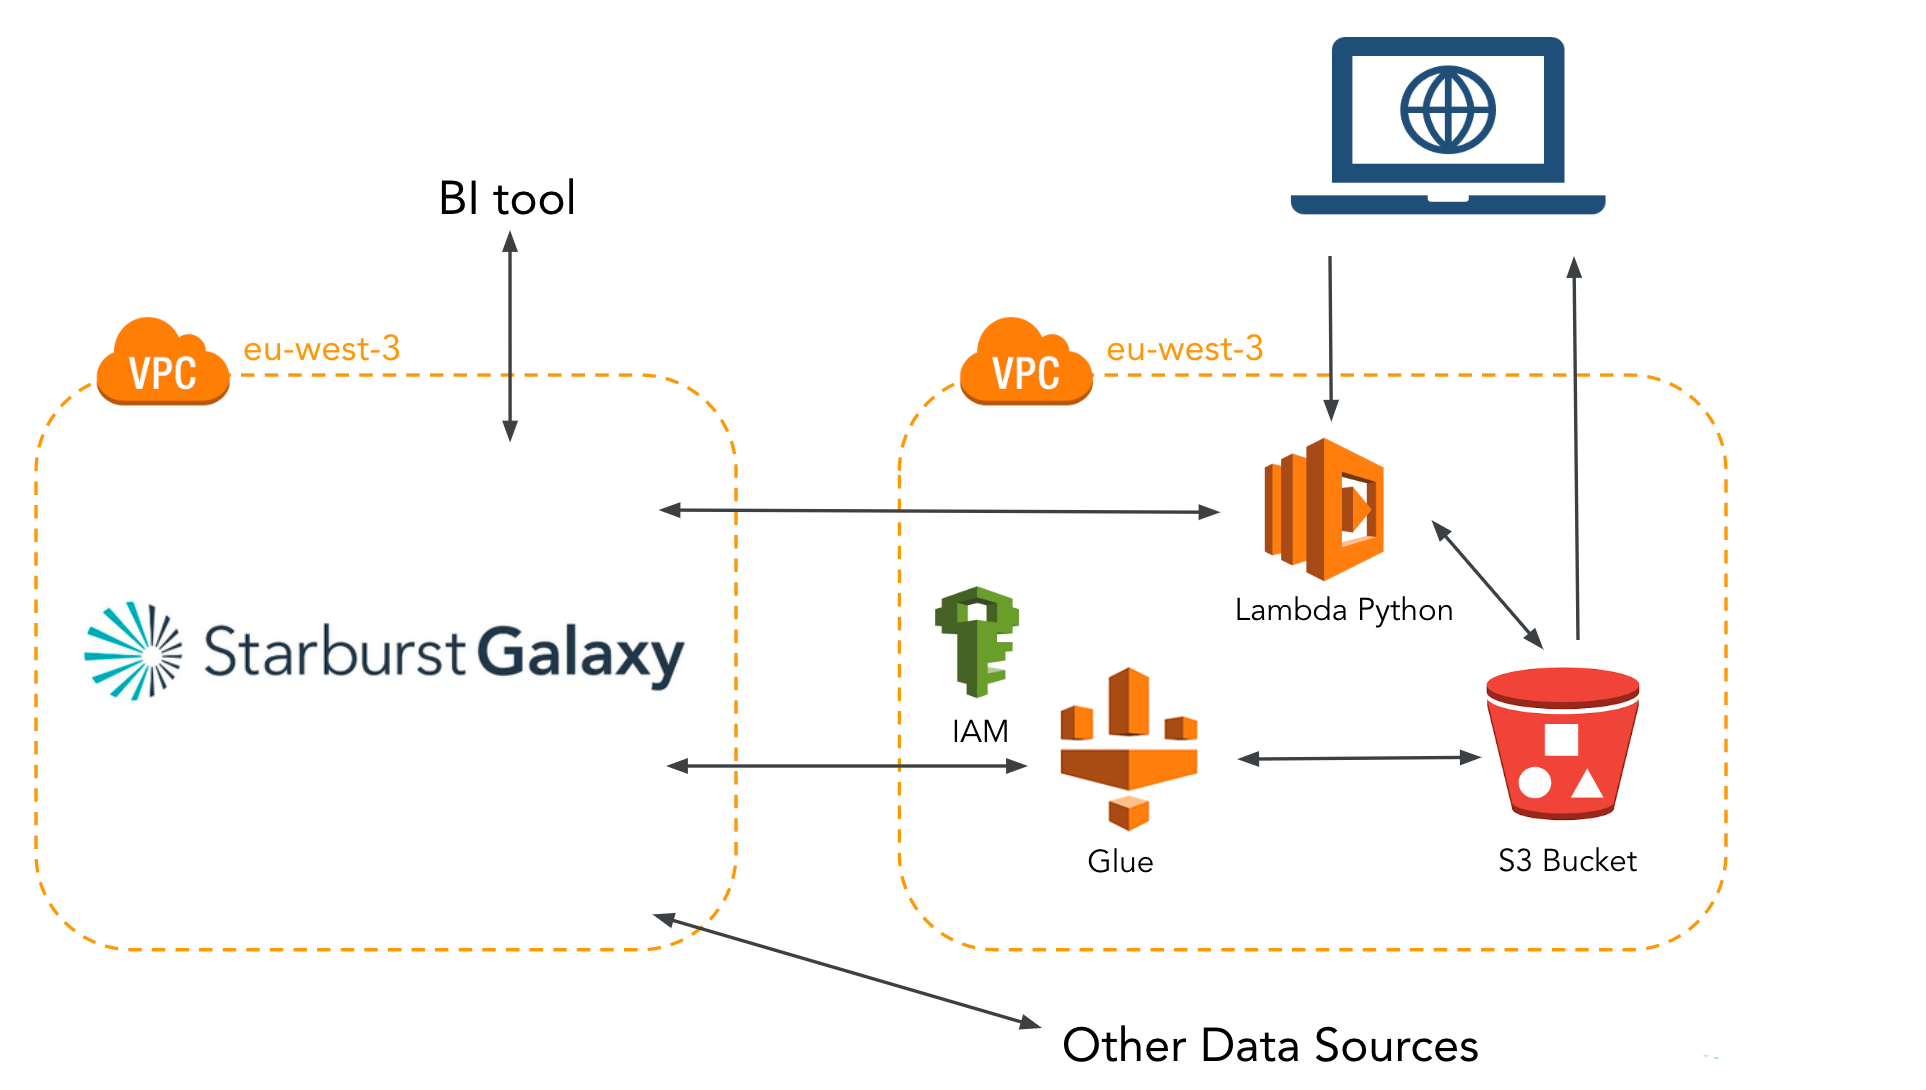 BI tool
VPC
eu-west-3
VPC
eu-west-3
Lambda Python
Starburst Galaxy
IAM
Glue
S3 Bucket
Other Data Sources